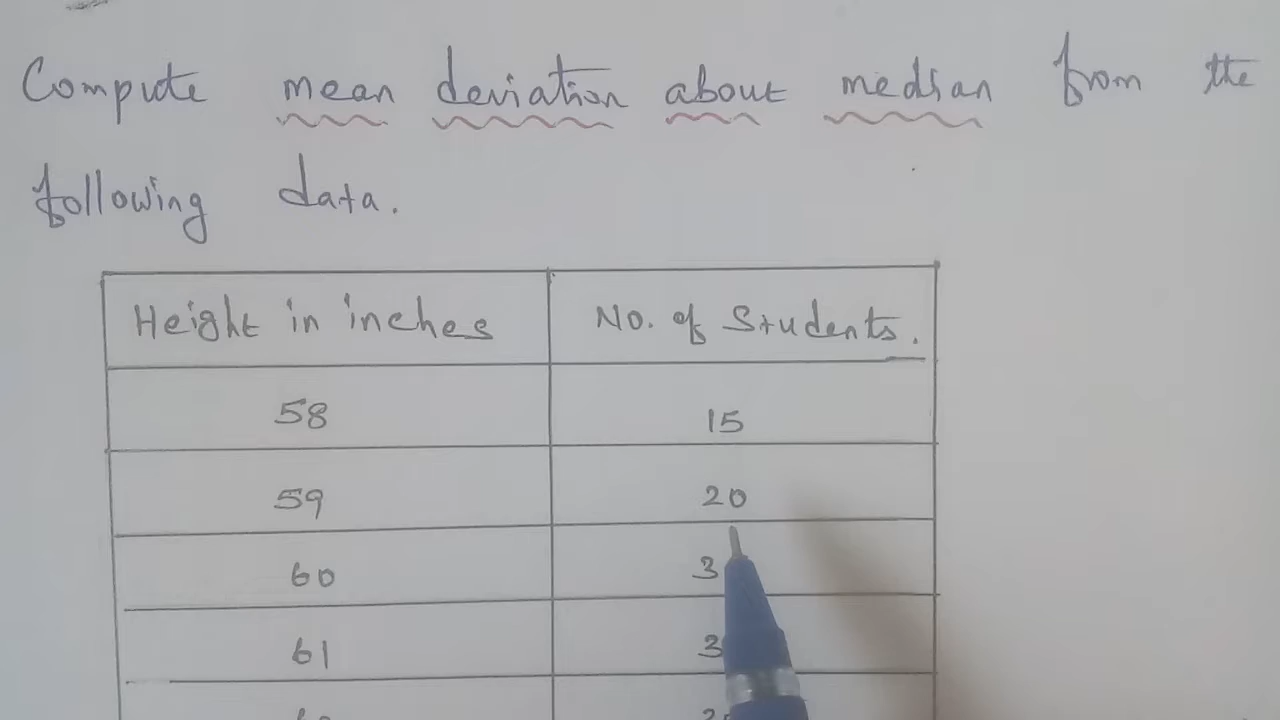 Compute mean deviation about median from the
following data.
Height in inches No. of Students.
58 15
59 20
60
61